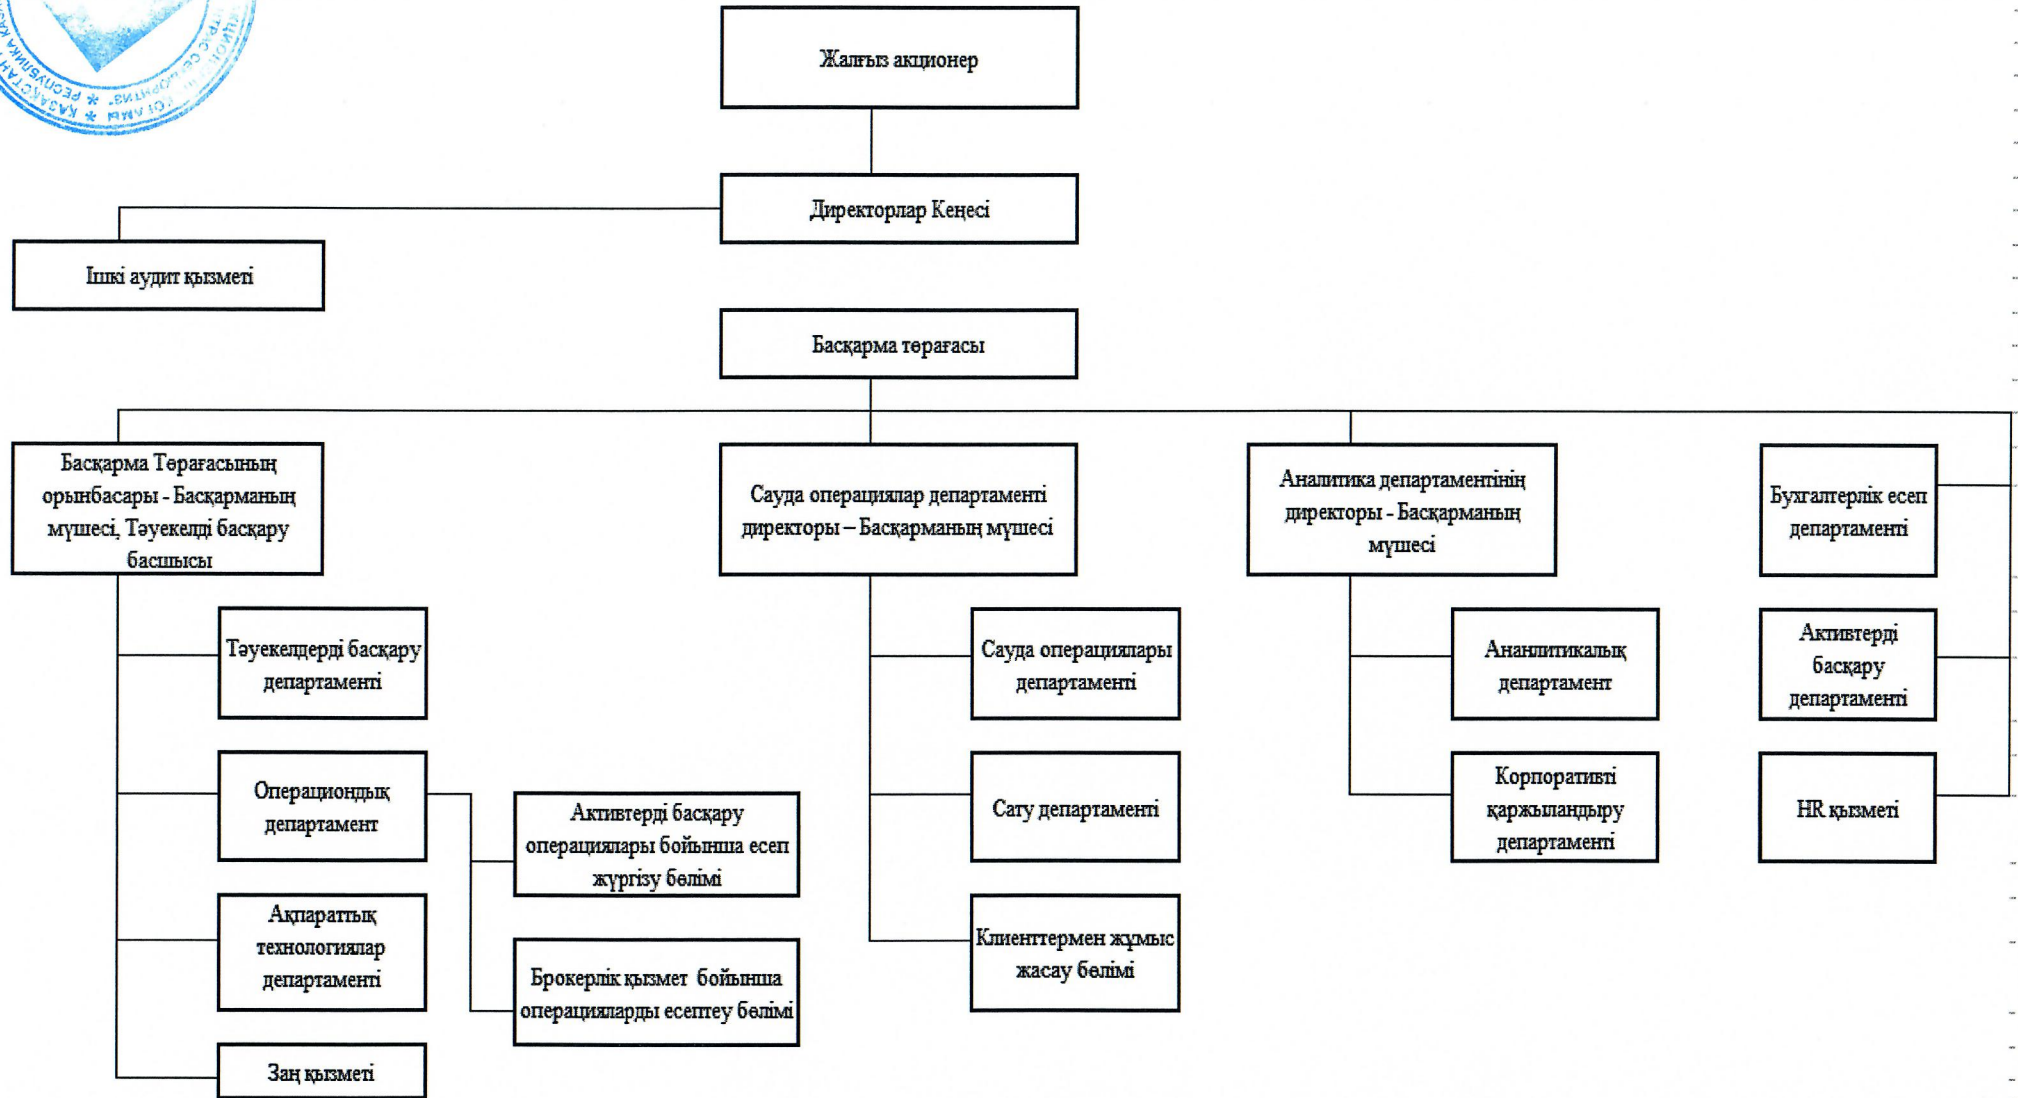 Жалғыз акционер
Директорлар Кеңесі
Ішкі аудит қызметі
Басқарма төрағасы
Басқарма Төрағасының
орынбасары - Басқарманың
мүшесі, Тәуекелді басқару
басшысы
Сауда операциялар департаменті
директоры – Басқарманың мүшесі
Аналитика департаментінің
директоры - Басқарманың
мүшесі
Бухгалтерлік есеп
департаменті
Тәуекелдерді басқару
департаменті
Сауда операциялары
департаменті
Ананлитикалық
департамент
Активтерді
басқару
департаменті
Операциондық
департамент
Активтерді басқару
операциялары бойынша есеп
жүргізу бөлімі
Сату департаменті
Корпоративті
қаржыландыру
департаменті
HR қызметі
Ақпараттық
технологиялар
департаменті
Брокерлік қызмет бойынша
операцияларды есептеу бөлімі
Клиенттермен жұмыс
жасау бөлімі
Заң қызметі
ҚАЗАҚСТАН
РЕСПУБЛИКА